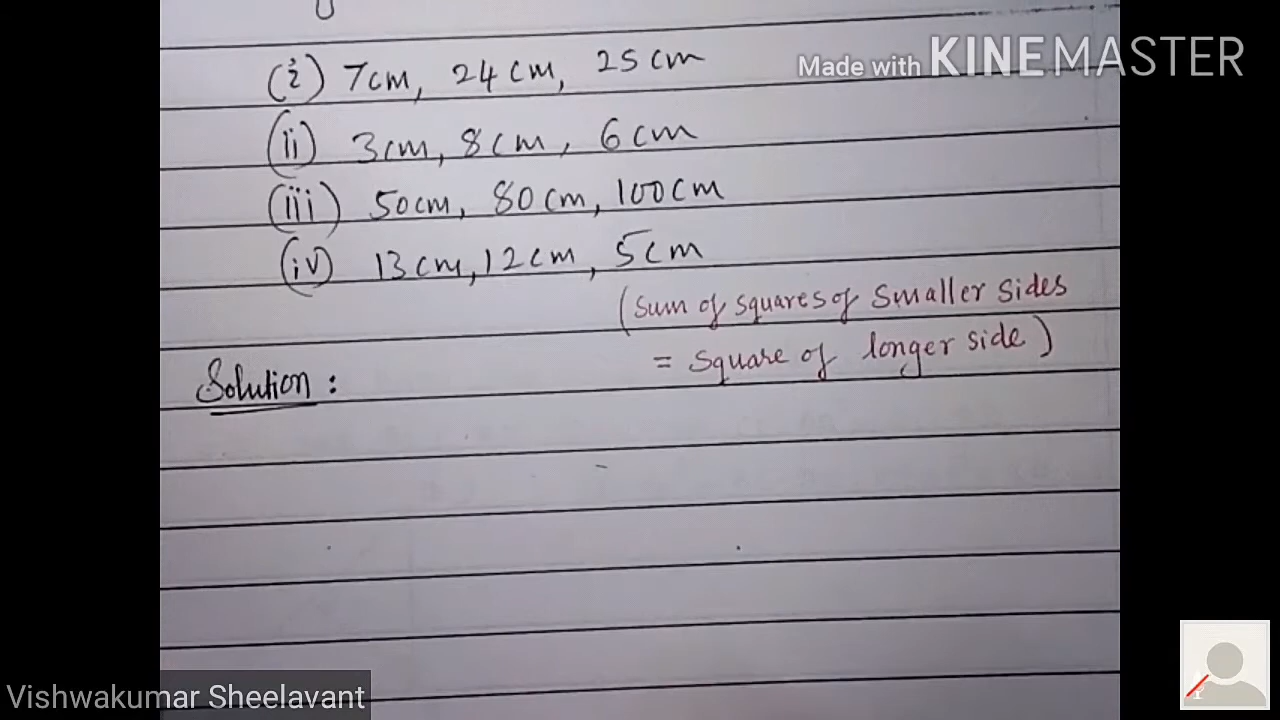 (i) 7cm, 24cm, 25cm
Made with KINEMASTER
(ii) 3cm, 8cm, 6cm
(iii) 50cm, 80cm, 100cm
(iv) 13cm, 12cm, 5cm
(sum of squares of smaller sides
= square of longer side)
Solution :
Vishwakumar Sheelavant